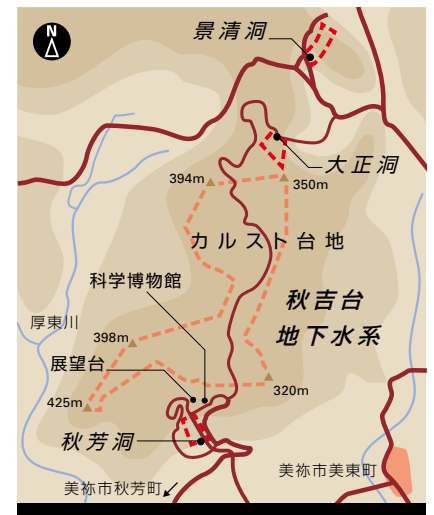 N
景清洞
大正洞
394m
350m
カルスト台地
科学博物館
秋吉台
地下水系
厚東川
398m
展望台
320m
425m
秋芳洞
美祢市美東町
美祢市秋芳町